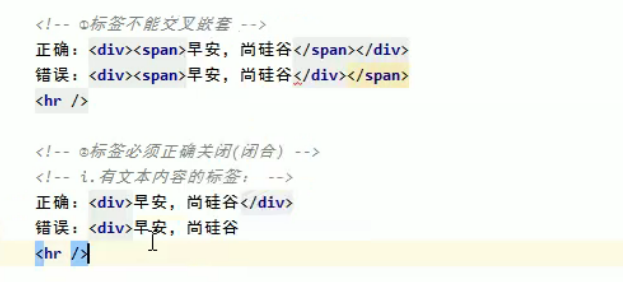 <!-- ①标签不能交叉嵌套 -->
正确：<div><span>早安，尚硅谷</span></div>
错误：<div><span>早安，尚硅谷</div></span>
<hr />
<!-- ②标签必须正确关闭(闭合) -->
<!-- i.有文本内容的标签： -->
正确：<div>早安，尚硅谷</div>
错误：<div>早安，尚硅谷
<hr />